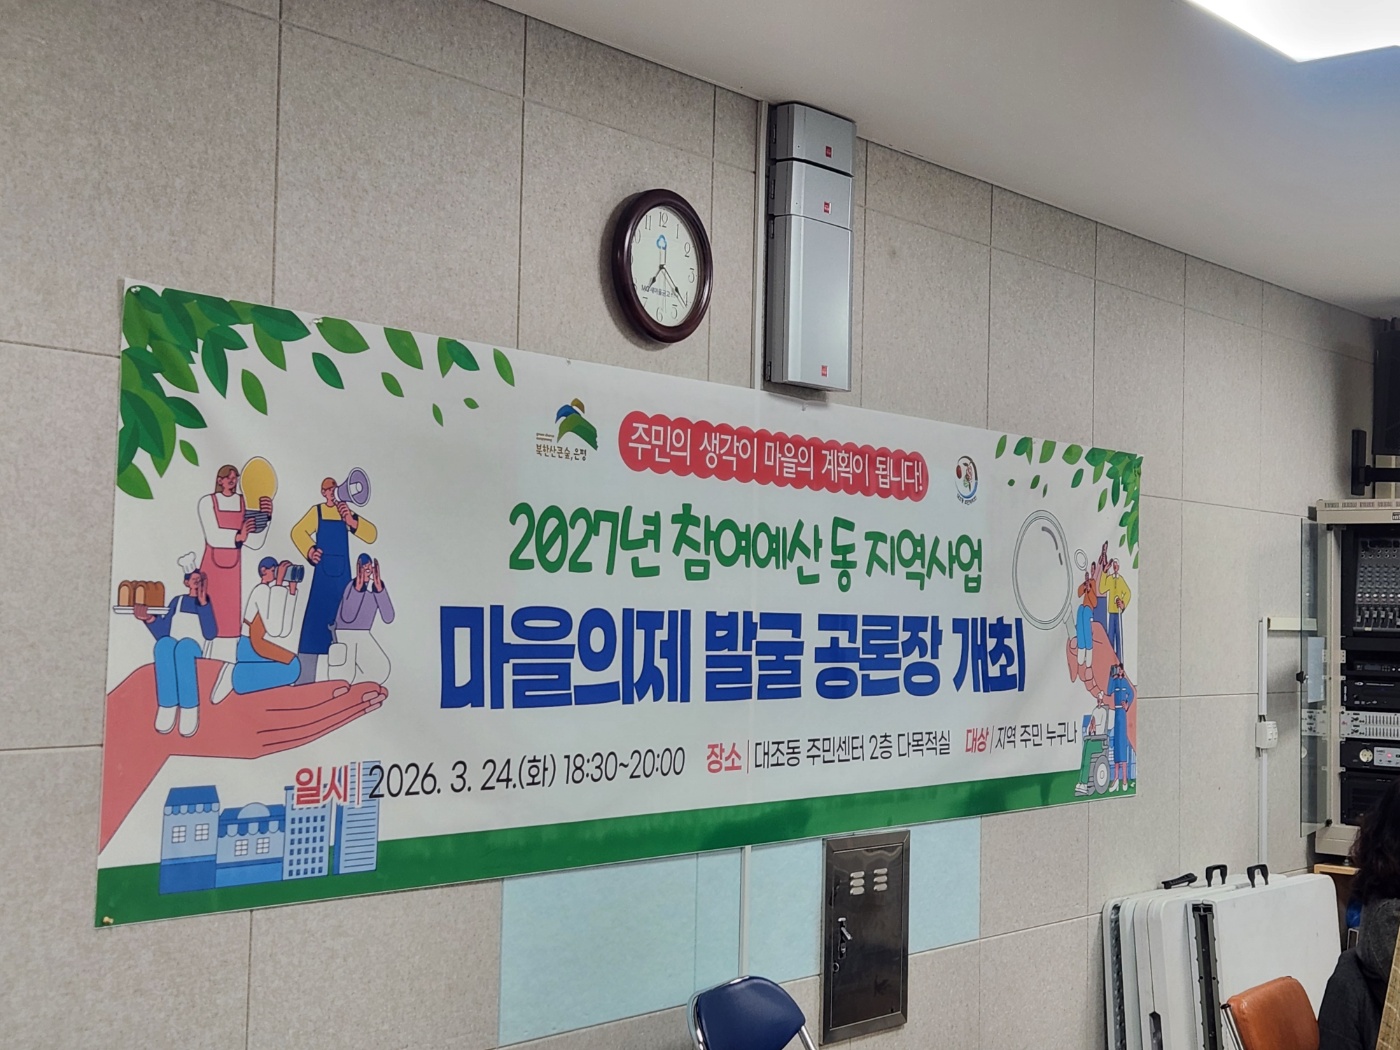 주민의 생각이 마을의 계획이 됩니다!
북한산큰숲,은평
2027년 참여예산 동 지역사업
마을의제 발굴 공론장 개최
일시 | 2026. 3. 24.(화) 18:30~20:00 장소 | 대조동 주민센터 2층 다목적실 대상 | 지역 주민 누구나